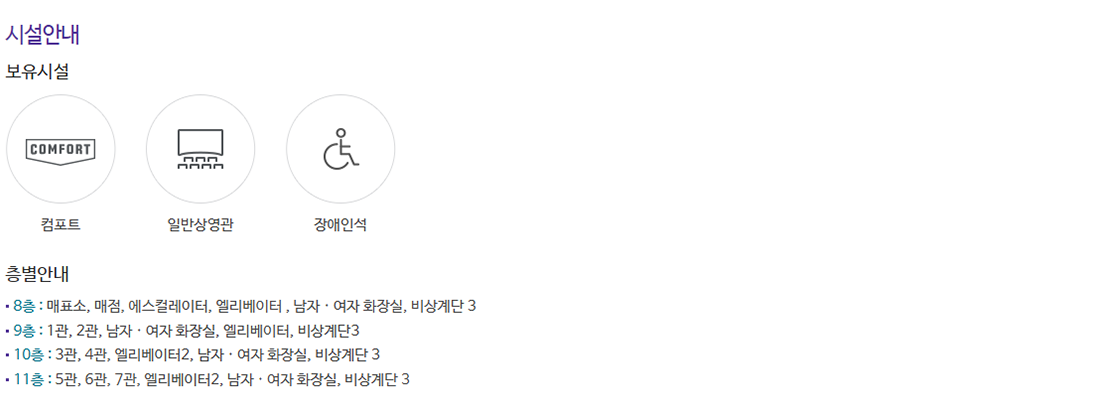 시설안내
보유시설
COMFORT
컴포트 일반상영관 장애인석
층별안내
8층 : 매표소, 매점, 에스컬레이터, 엘리베이터 , 남자 · 여자 화장실, 비상계단 3
9층 : 1관, 2관, 남자 · 여자 화장실, 엘리베이터, 비상계단3
10층 : 3관, 4관, 엘리베이터2, 남자 · 여자 화장실, 비상계단 3
11층 : 5관, 6관, 7관, 엘리베이터2, 남자 · 여자 화장실, 비상계단 3